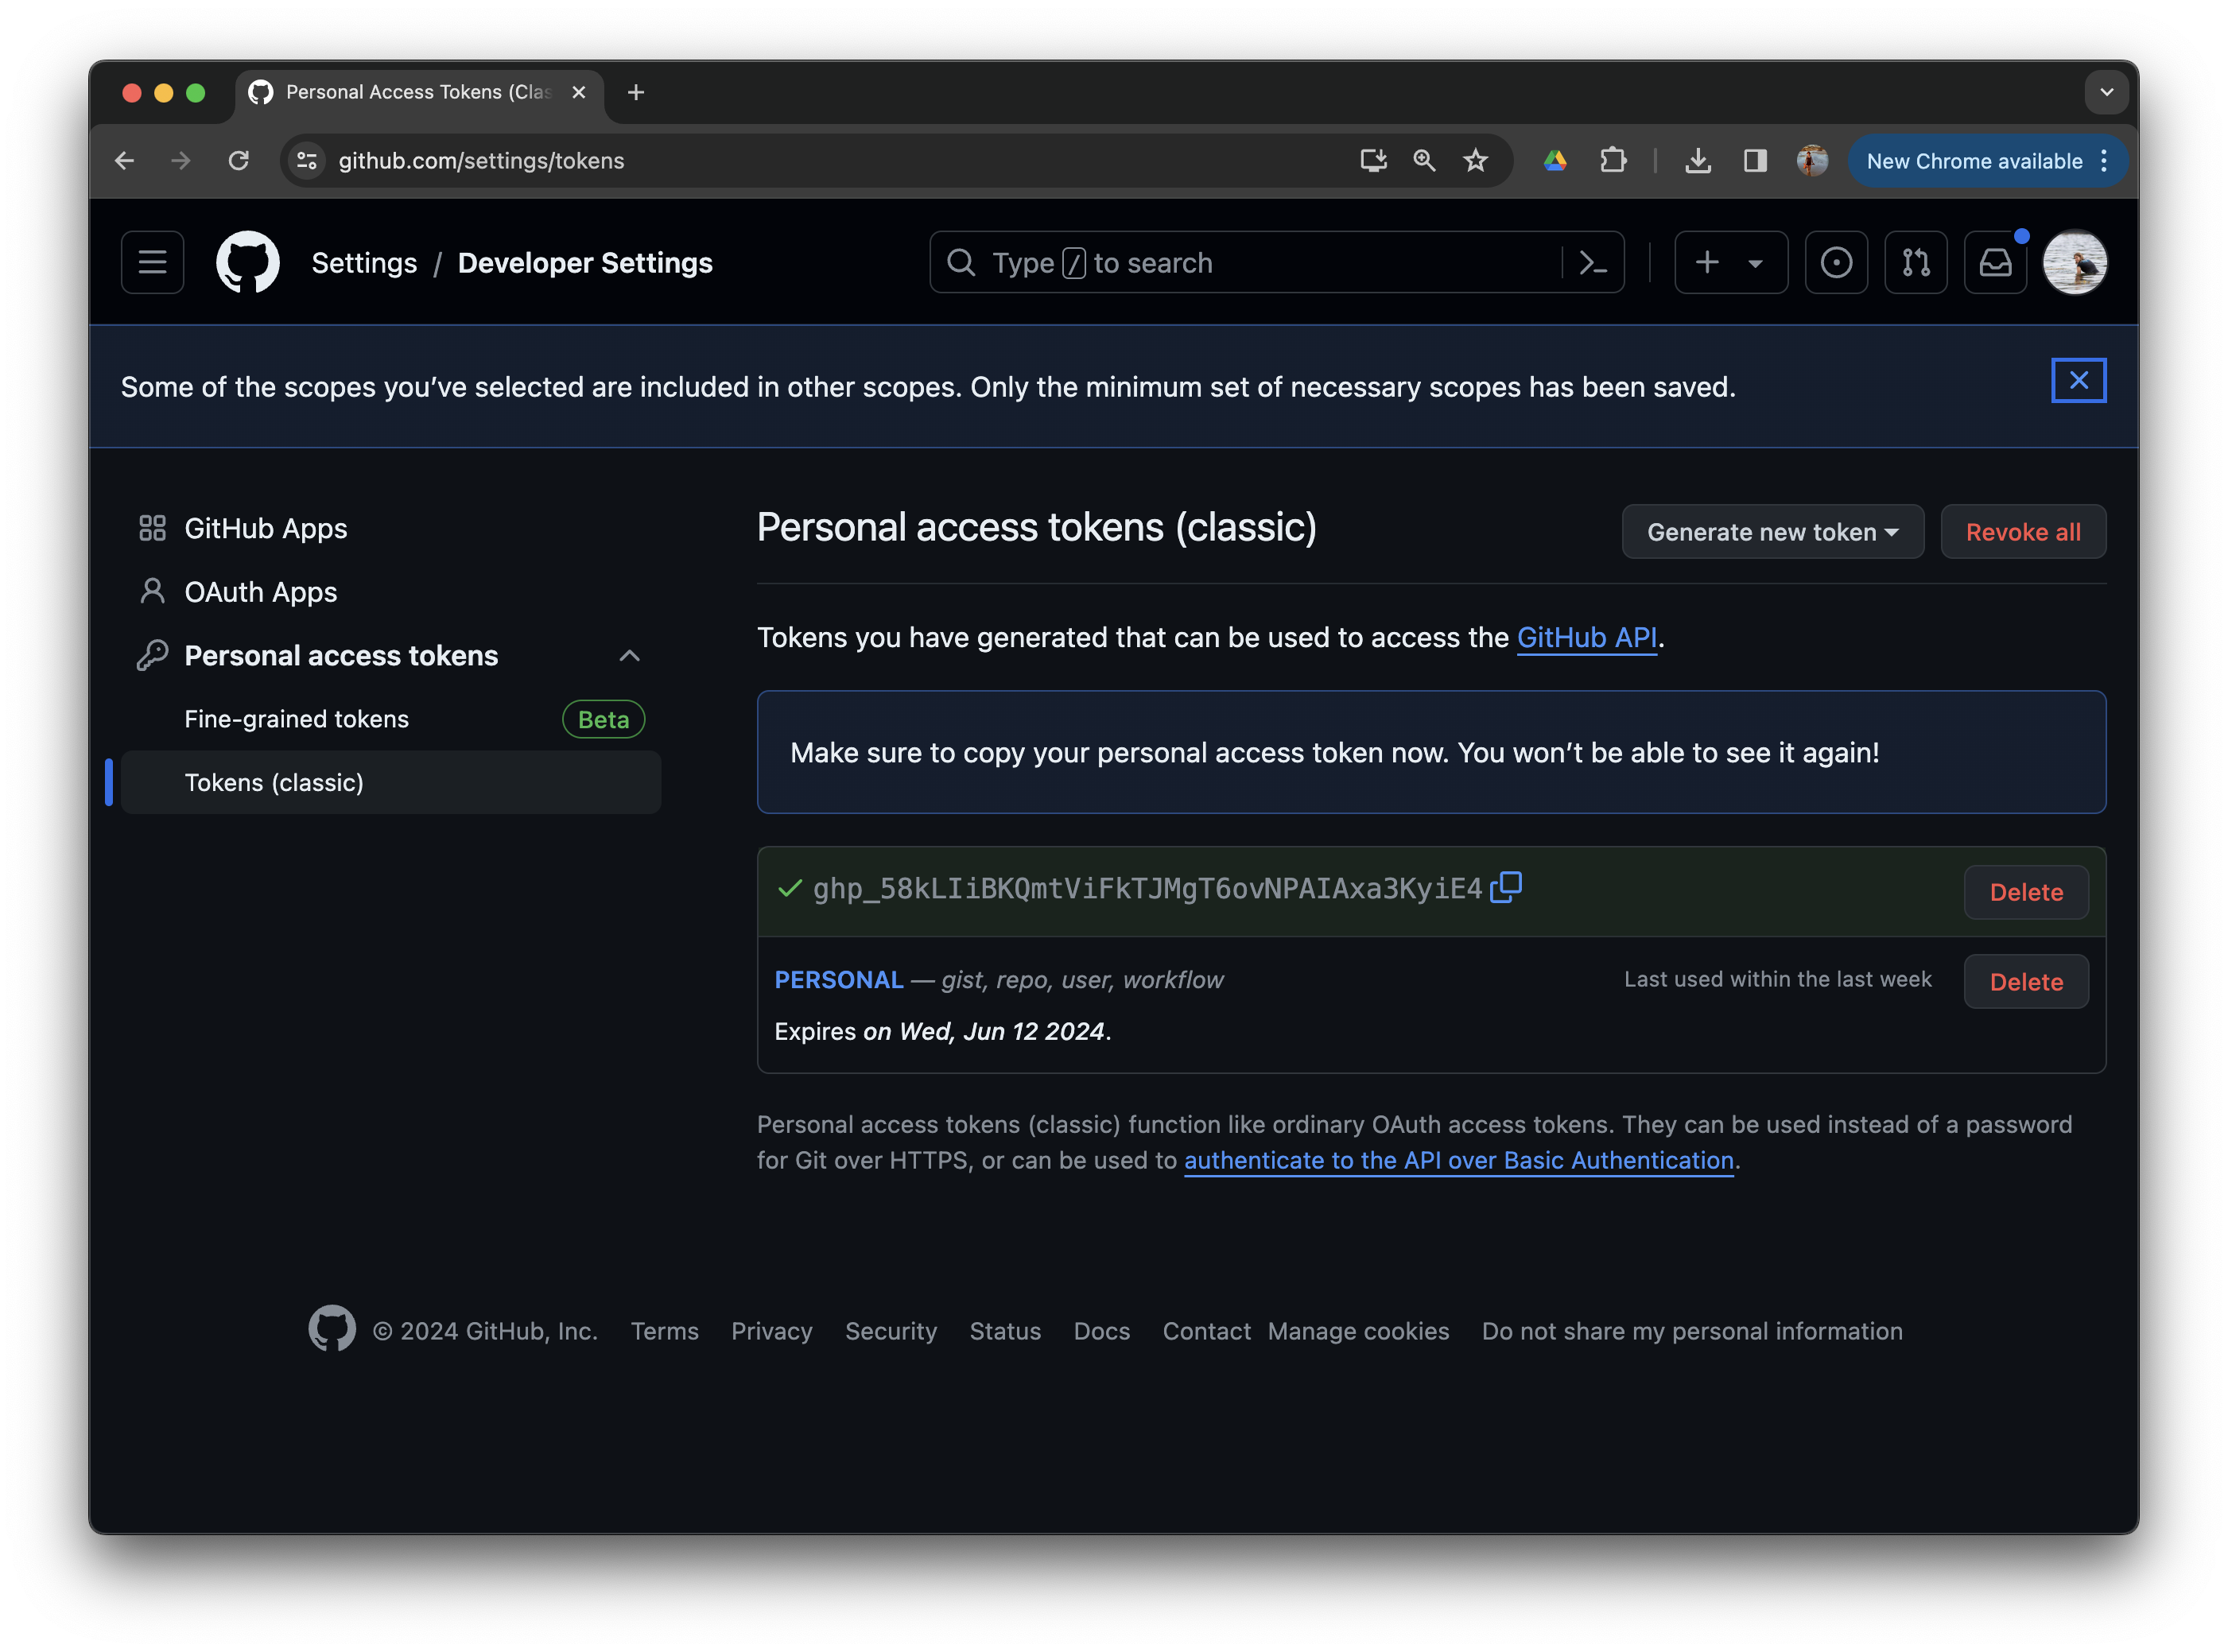 Personal Access Tokens (Clas
github.com/settings/tokens
New Chrome available
Settings / Developer Settings
Type / to search
Some of the scopes you’ve selected are included in other scopes. Only the minimum set of necessary scopes has been saved.
GitHub Apps
OAuth Apps
Personal access tokens
Fine-grained tokens Beta
Tokens (classic)
Personal access tokens (classic)
Generate new token
Revoke all
Tokens you have generated that can be used to access the GitHub API.
Make sure to copy your personal access token now. You won’t be able to see it again!
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 Delete
PERSONAL — gist, repo, user, workflow Last used within the last week Delete
Expires on Wed, Jun 12 2024.
Personal access tokens (classic) function like ordinary OAuth access tokens. They can be used instead of a password
for Git over HTTPS, or can be used to authenticate to the API over Basic Authentication.
© 2024 GitHub, Inc. Terms Privacy Security Status Docs Contact Manage cookies Do not share my personal information